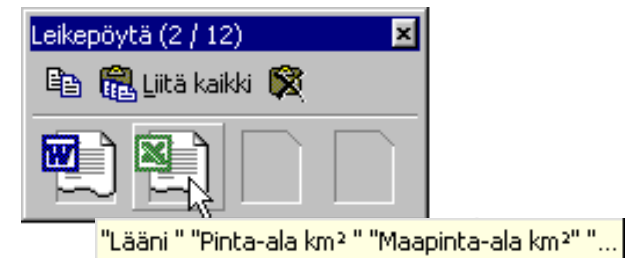 Leikepöytä (2 / 12)
Liitä kaikki
W X
"Lääni " "Pinta-ala km² " "Maapinta-ala km²" "...